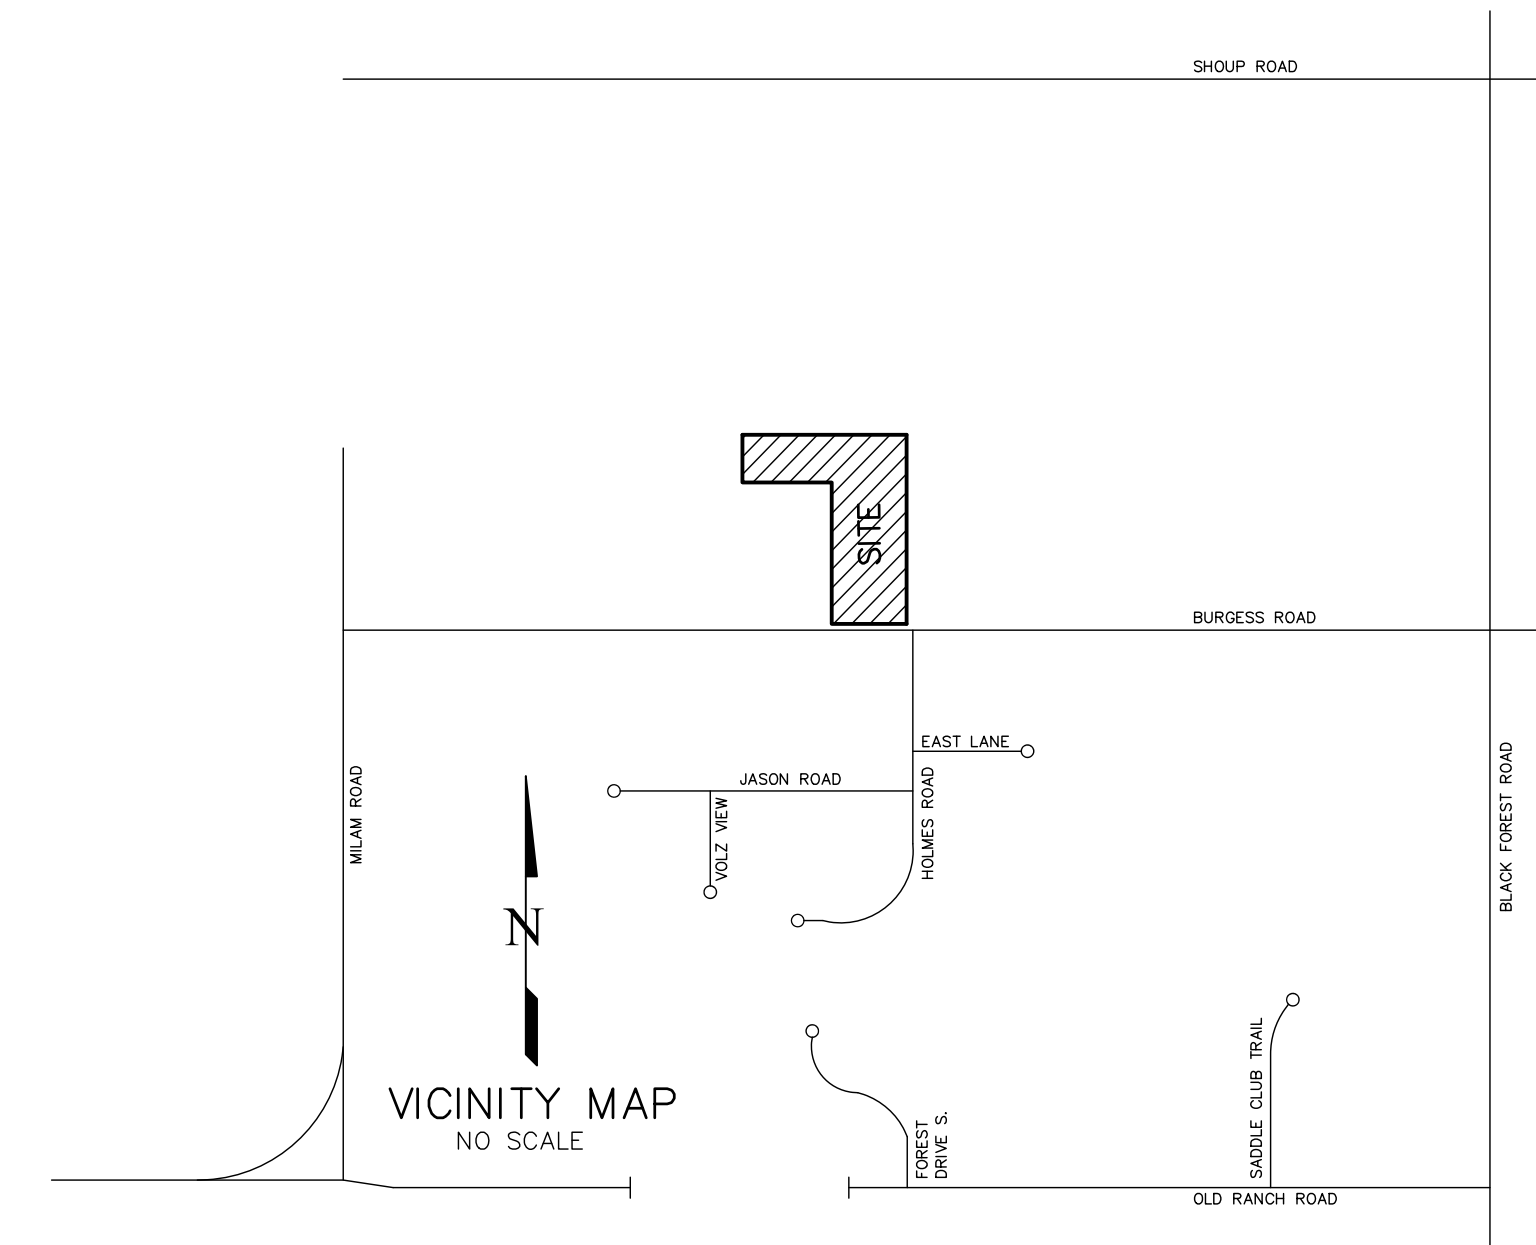 SHOUP ROAD
SITE
BURGESS ROAD
EAST LANE
JASON ROAD
HOLMES ROAD
VOLZ VIEW
MILAM ROAD
BLACK FOREST ROAD
N
VICINITY MAP
NO SCALE
FOREST
DRIVE S.
SADDLE CLUB TRAIL
OLD RANCH ROAD